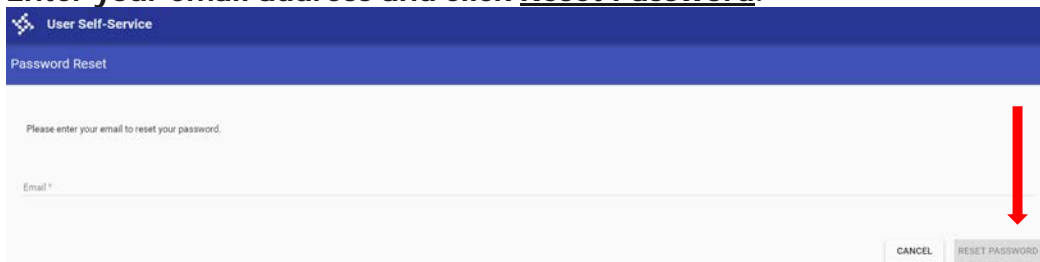 Enter your email address and click Reset Password.
User Self-Service
Password Reset
Please enter your email to reset your password.
Email *
CANCEL RESET PASSWORD